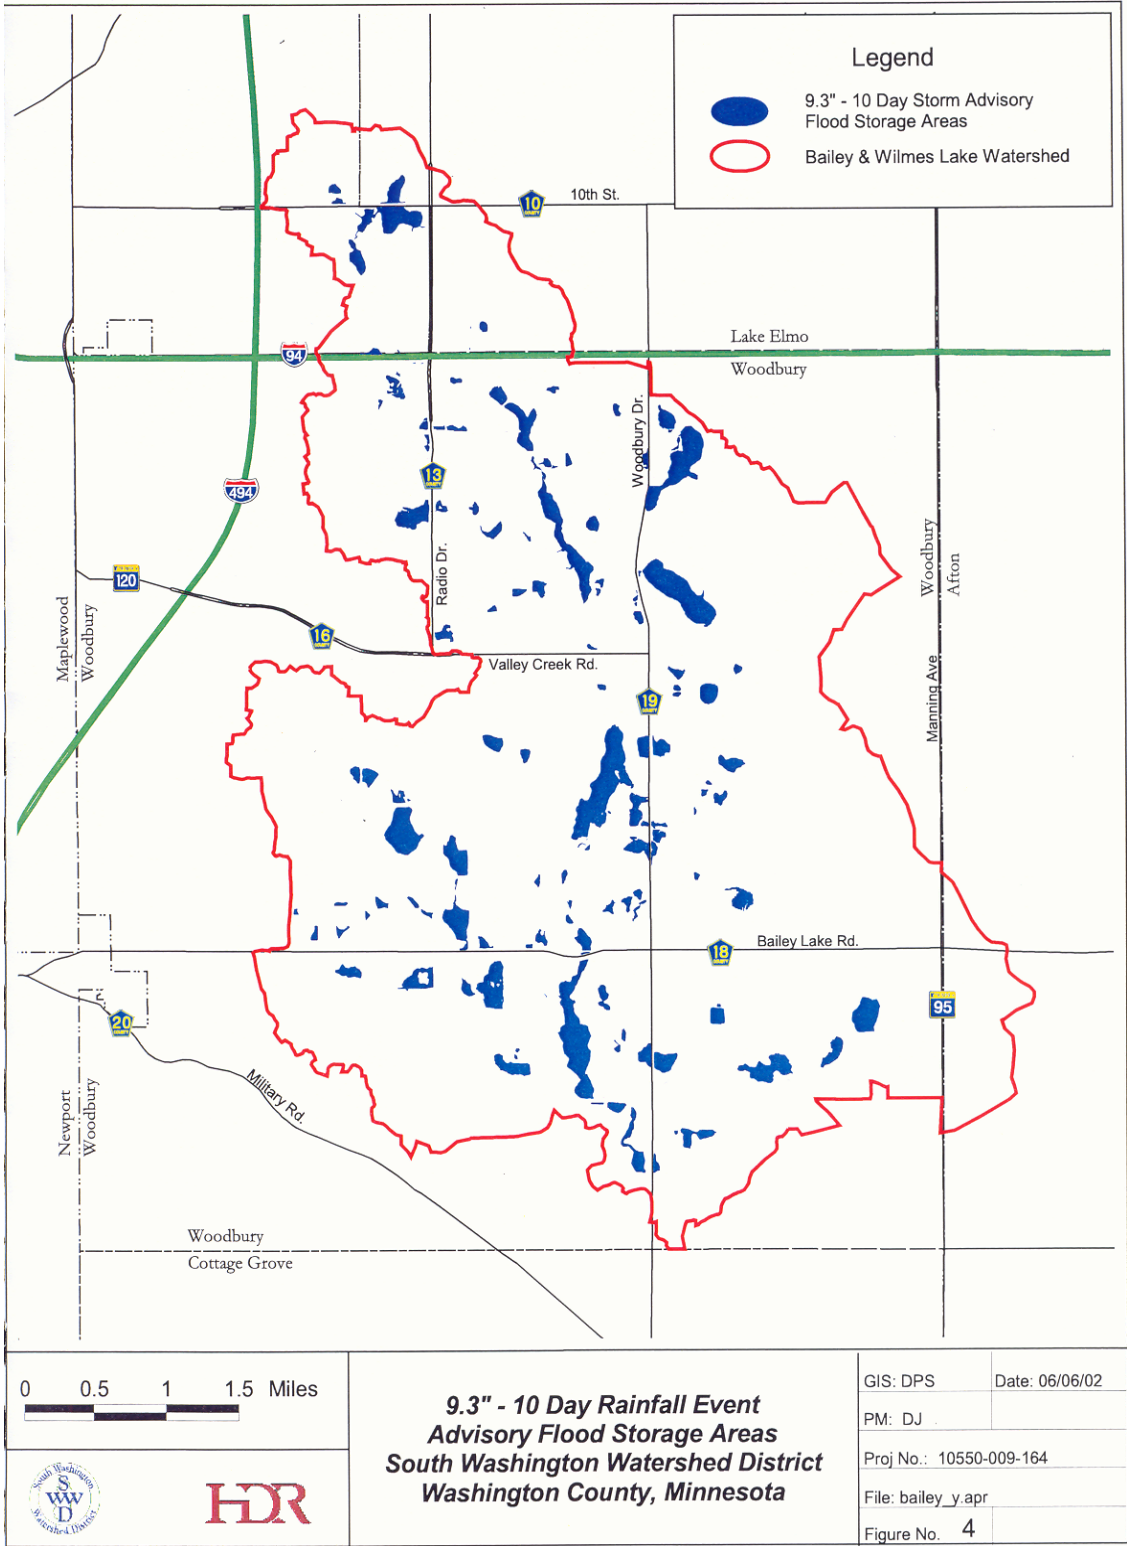 Legend
9.3" - 10 Day Storm Advisory
Flood Storage Areas
Bailey & Wilmes Lake Watershed
10th St.
10
94
Lake Elmo
Woodbury
Woodbury Dr.
13
494
Radio Dr.
120
16
Maplewood
Woodbury
Woodbury
Afton
Valley Creek Rd.
19
Manning Ave
18
Bailey Lake Rd.
95
20
Military Rd.
Newport
Woodbury
Woodbury
Cottage Grove
0 0.5 1 1.5 Miles
South Washington
SWWD
Watershed District
HDR
9.3" - 10 Day Rainfall Event
Advisory Flood Storage Areas
South Washington Watershed District
Washington County, Minnesota
GIS: DPS
Date: 06/06/02
PM: DJ
Proj No.: 10550-009-164
File: bailey_y.apr
Figure No. 4